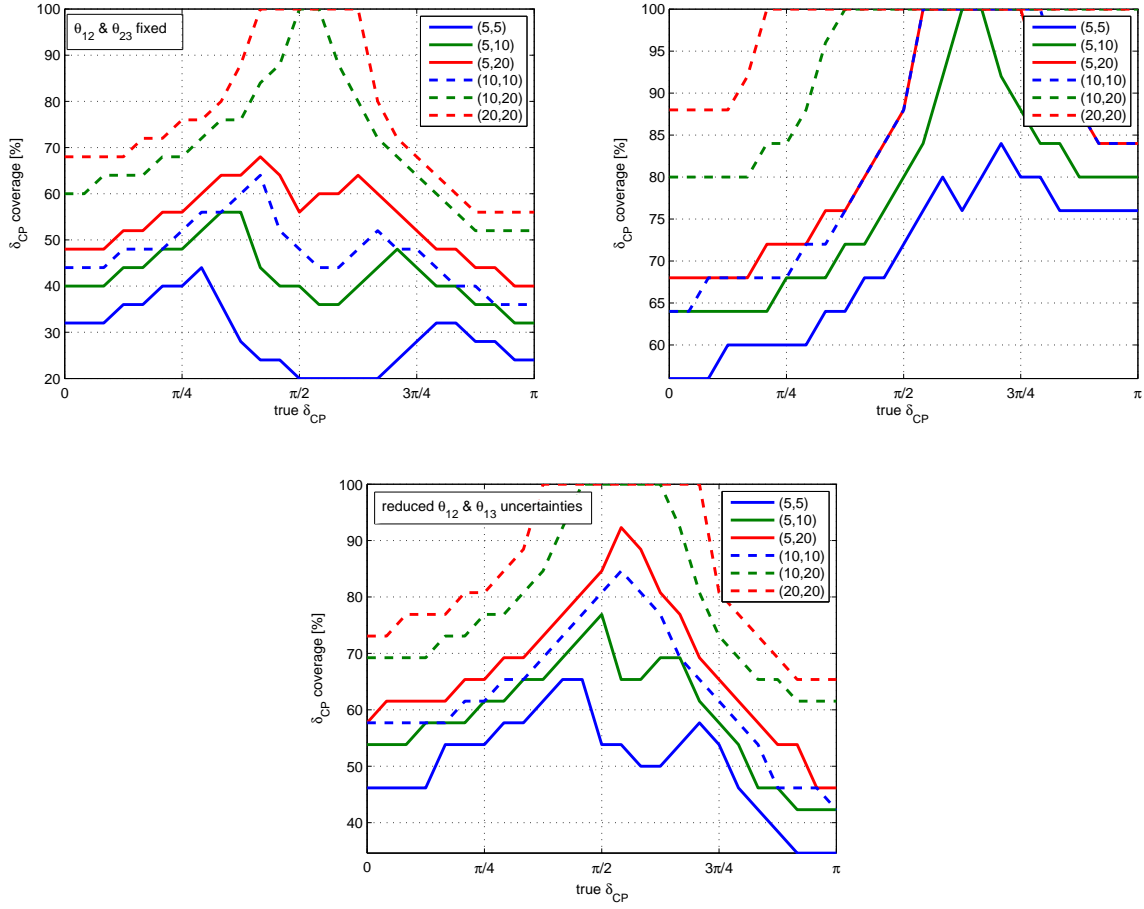 100
90
80
70
60
50
40
30
20
δCP coverage [%]
θ12 & θ23 fixed
(5,5)
(5,10)
(5,20)
(10,10)
(10,20)
(20,20)
0
π/4
π/2
3π/4
π
true δCP
100
95
90
85
80
75
70
65
60
δCP coverage [%]
(5,5)
(5,10)
(5,20)
(10,10)
(10,20)
(20,20)
0
π/4
π/2
3π/4
π
true δCP
100
90
80
70
60
50
40
δCP coverage [%]
reduced θ12 & θ13 uncertainties
(5,5)
(5,10)
(5,20)
(10,10)
(10,20)
(20,20)
0
π/4
π/2
3π/4
π
true δCP